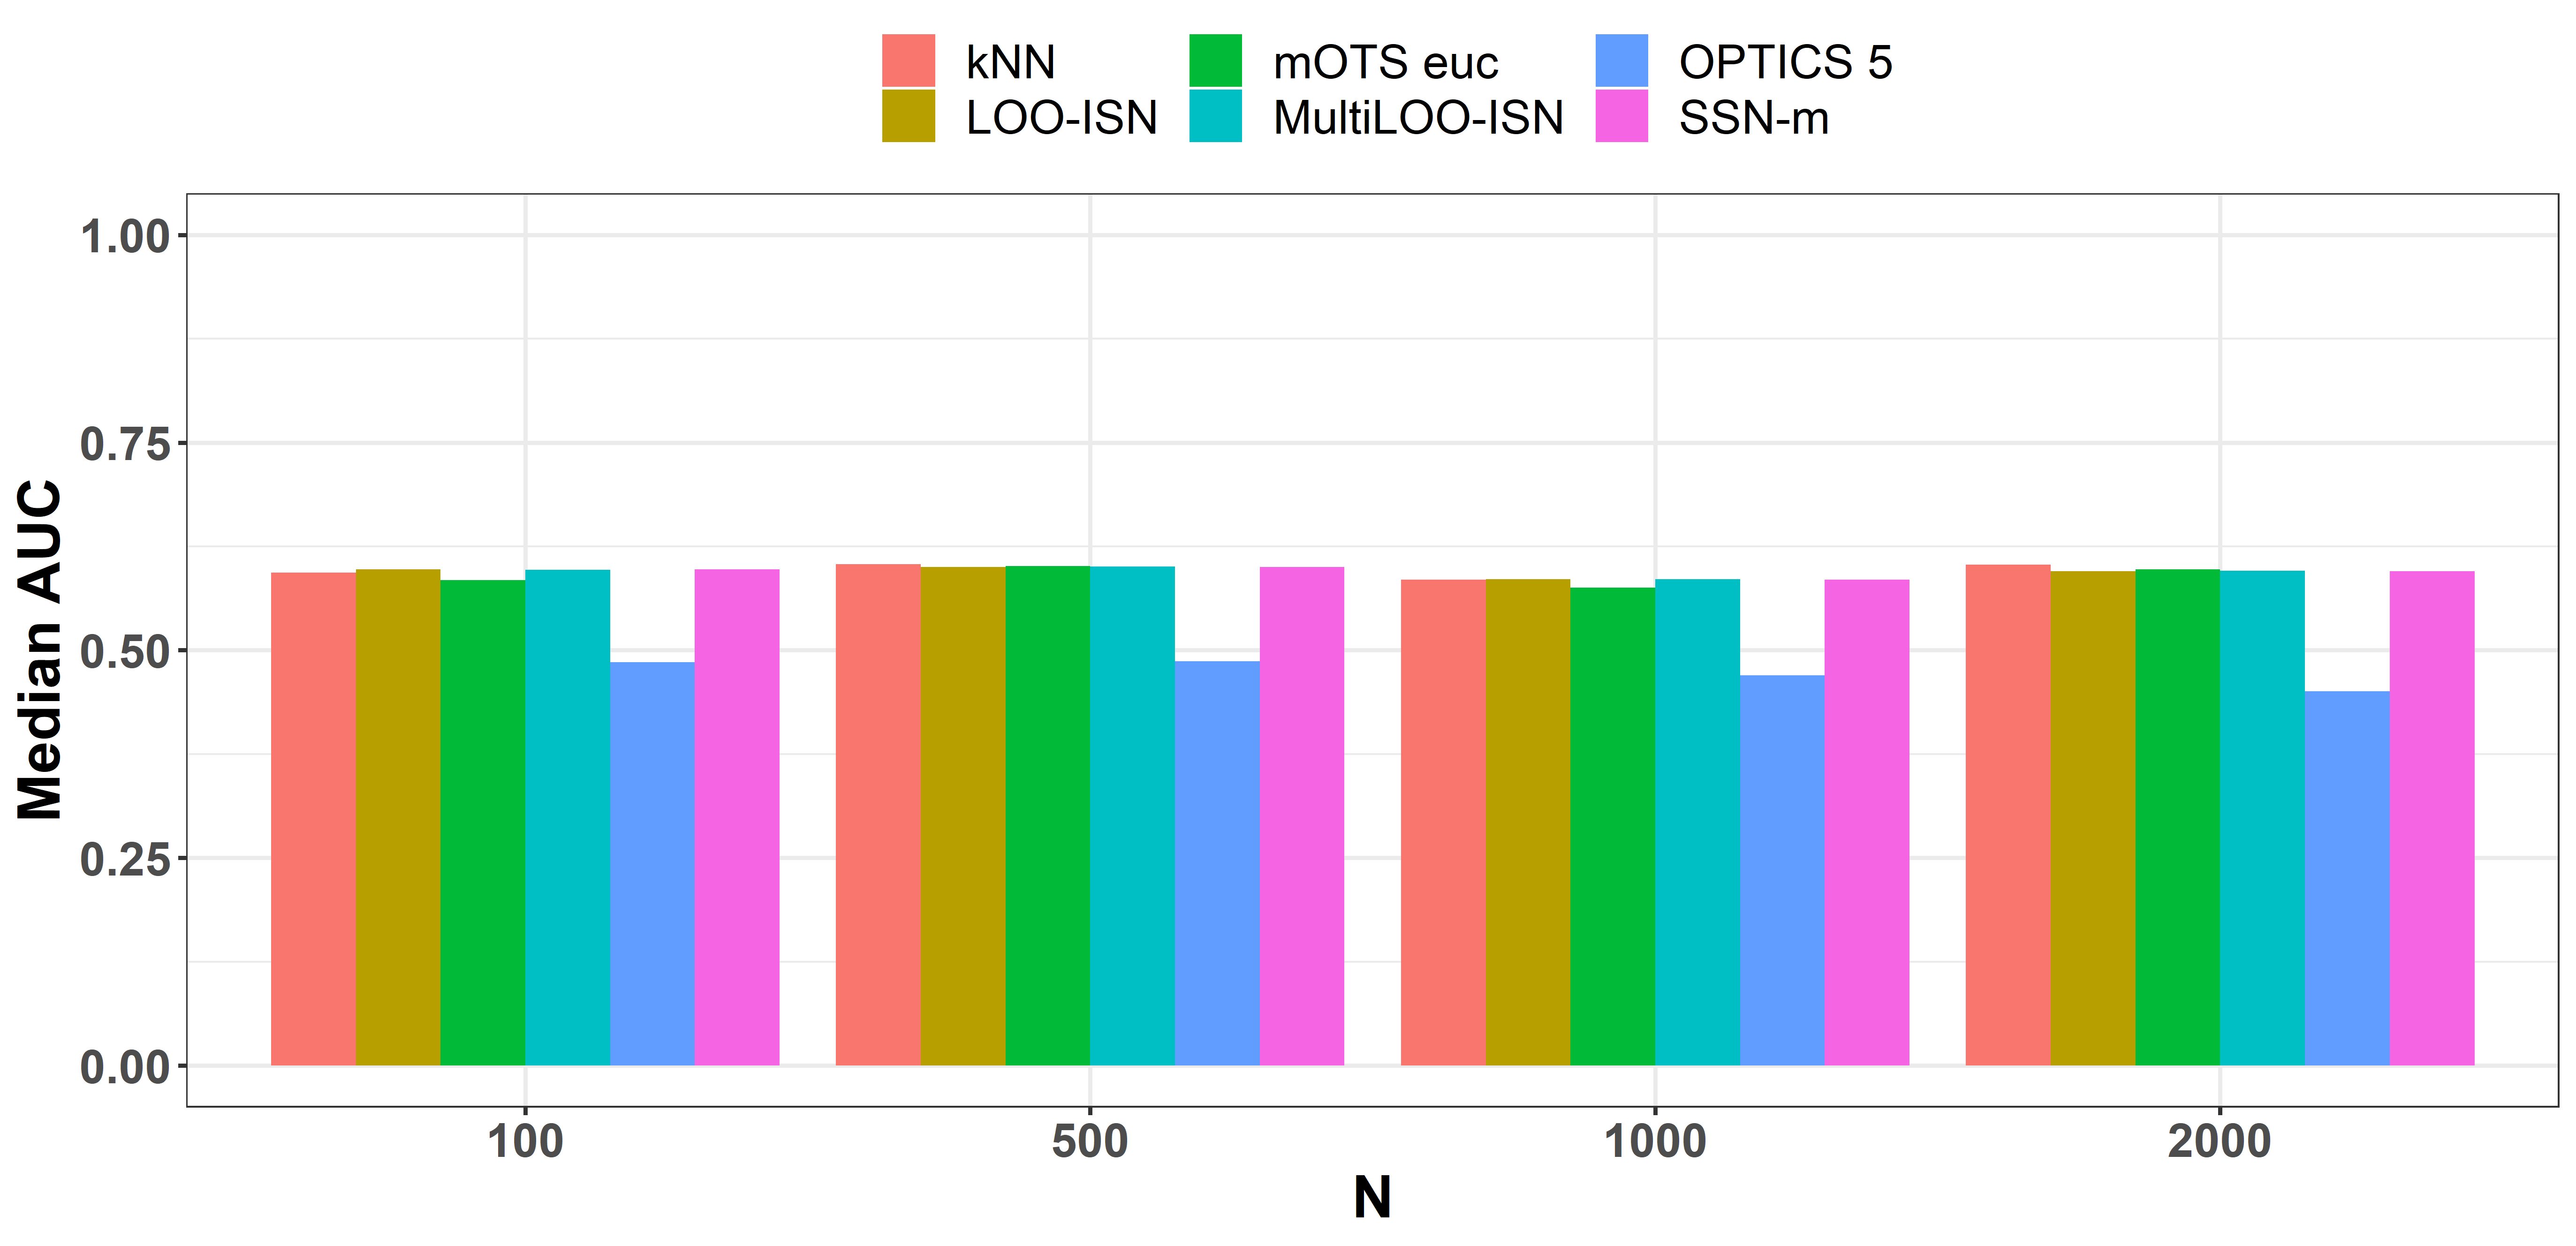 kNN
mOTS euc
OPTICS 5
LOO-ISN
MultiLOO-ISN
SSN-m
Median AUC
1.00
0.75
0.50
0.25
0.00
100
500
1000
2000
N